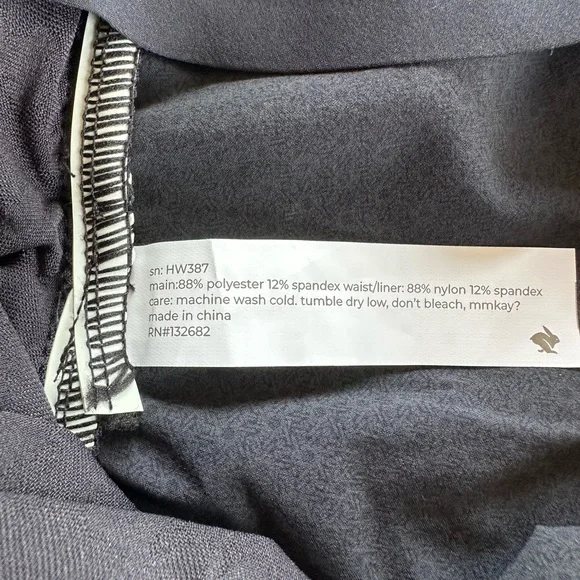 sn: HW387
main:88% polyester 12% spandex waist/liner: 88% nylon 12% spandex
care: machine wash cold. tumble dry low, don't bleach, mmkay?
made in china
RN#132682